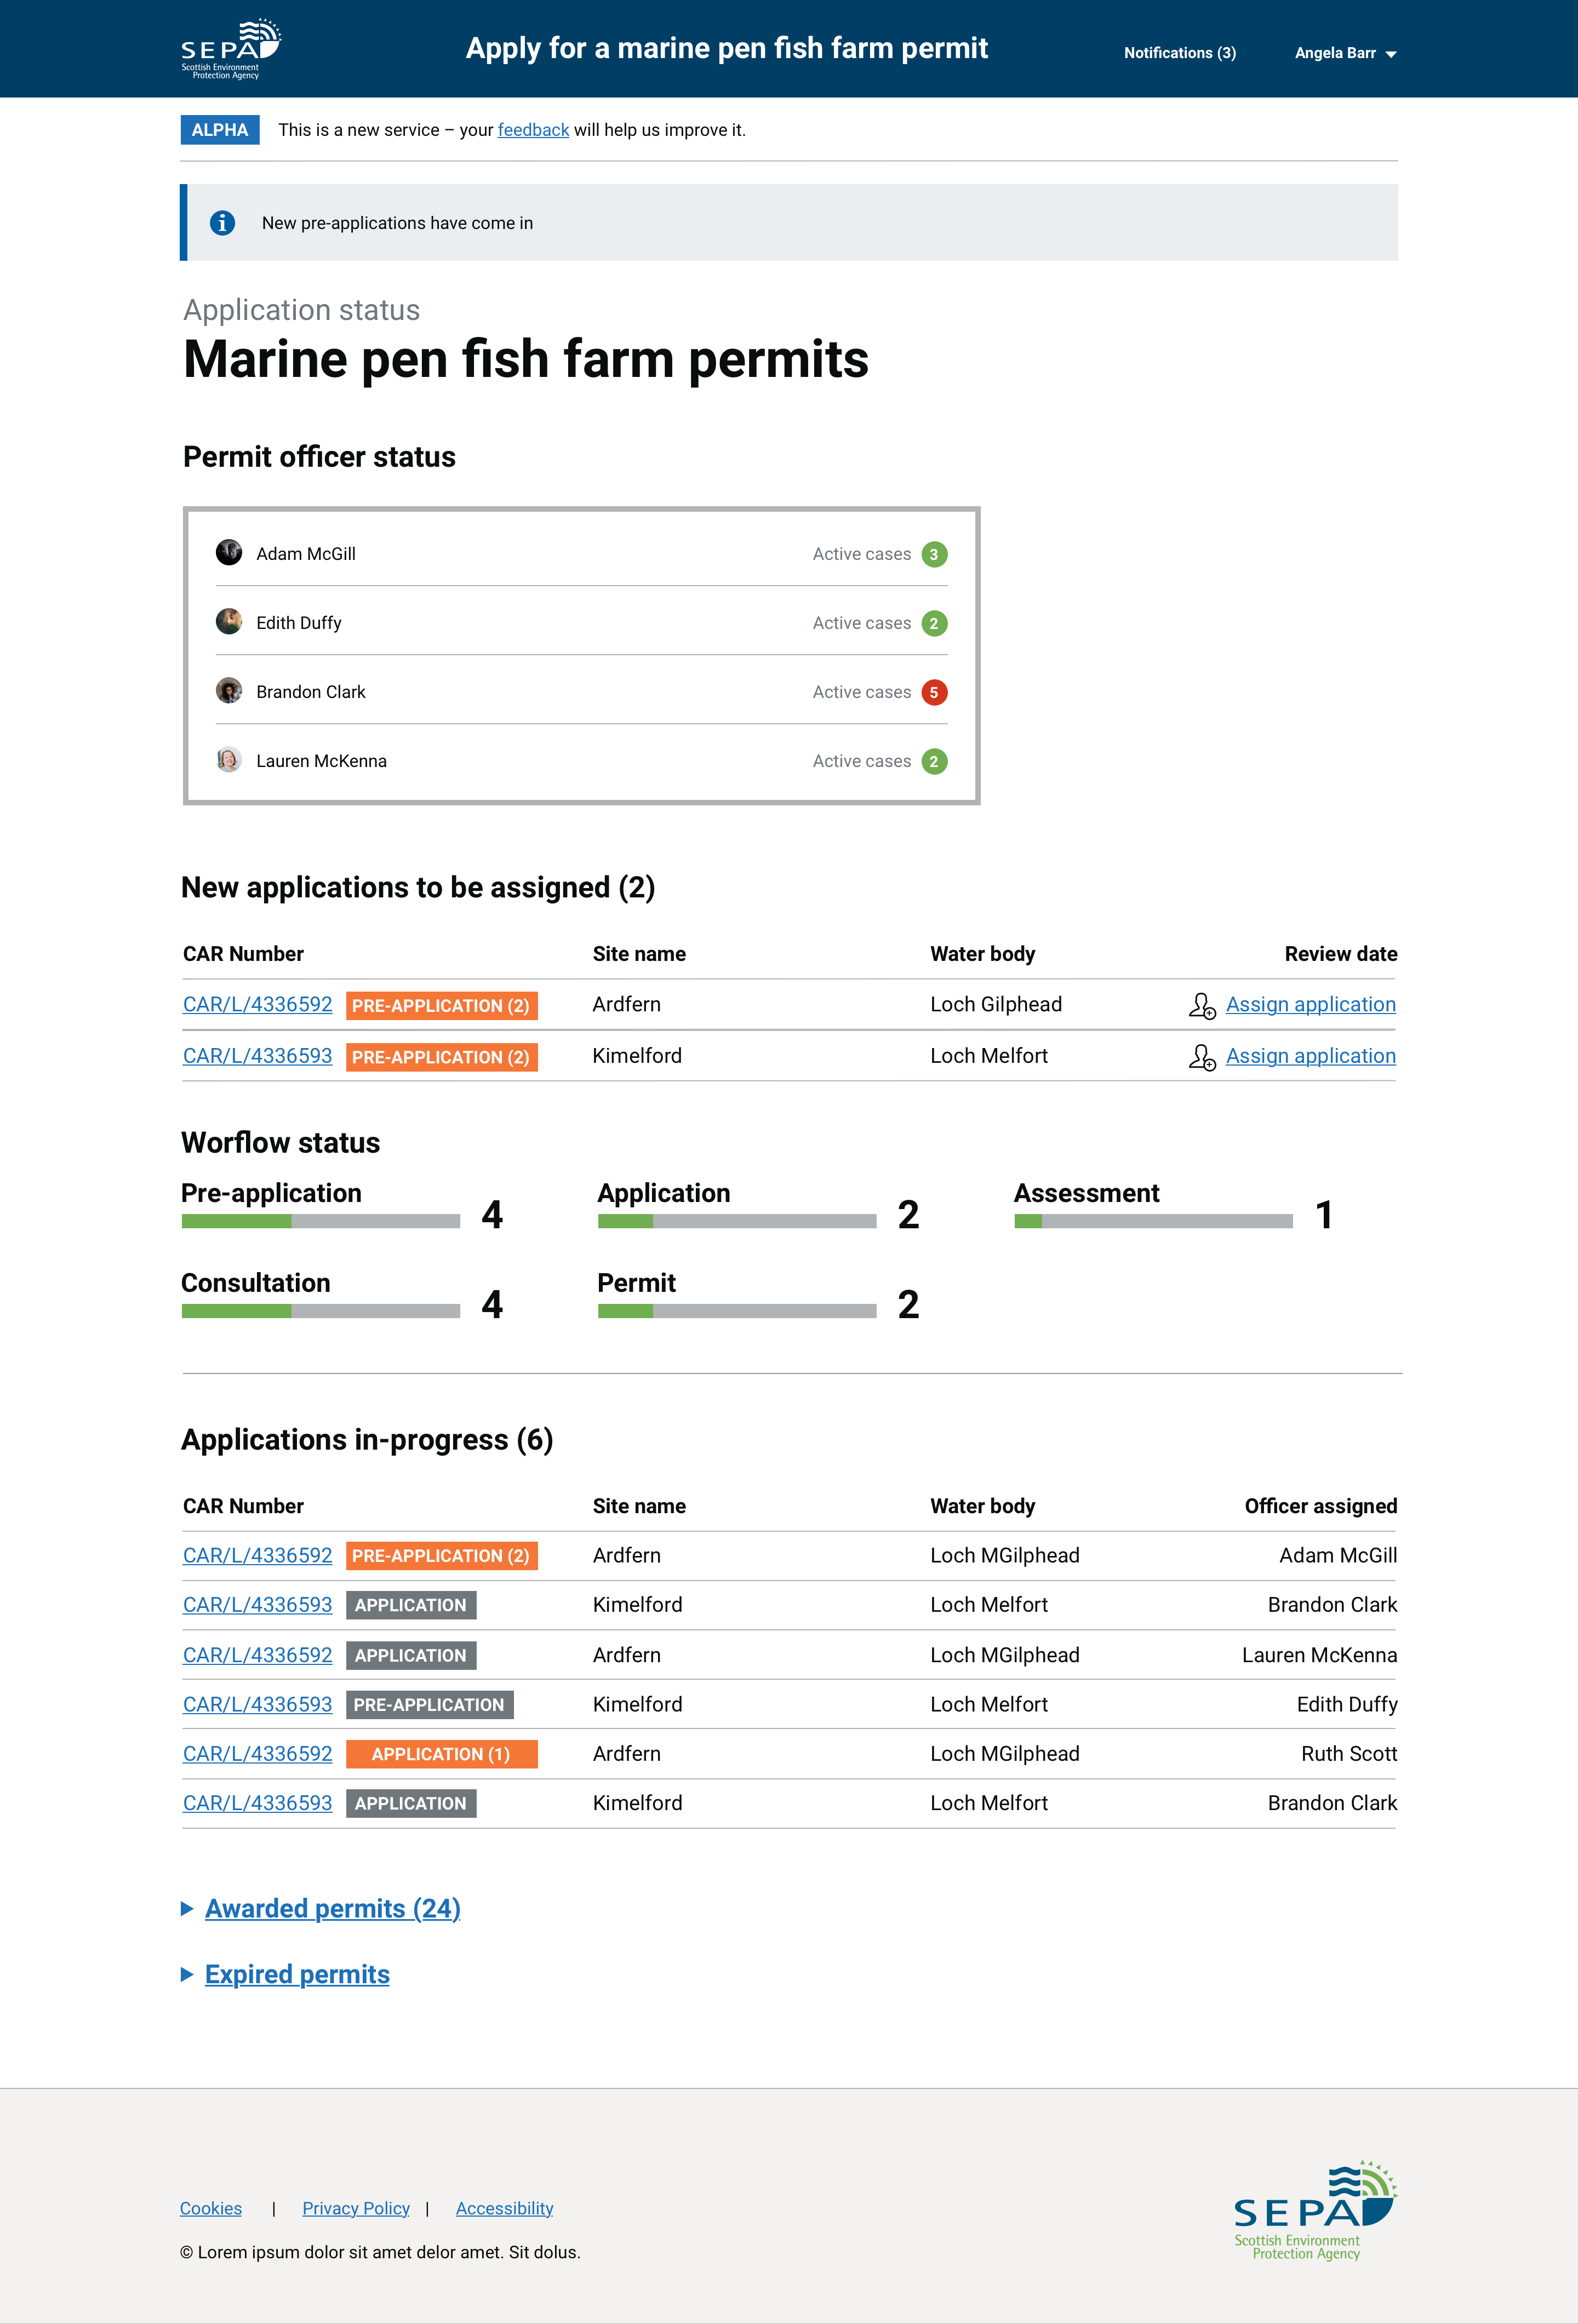 SEPA
Scottish Environment
Protection Agency
Apply for a marine pen fish farm permit
Notifications (3)
Angela Barr
ALPHA
This is a new service – your feedback will help us improve it.
New pre-applications have come in
Application status
Marine pen fish farm permits
Permit officer status
Adam McGill Active cases 3
Edith Duffy Active cases 2
Brandon Clark Active cases 5
Lauren McKenna Active cases 2
New applications to be assigned (2)
CAR Number Site name Water body Review date
CAR/L/4336592 PRE-APPLICATION (2) Ardfern Loch Gilphead Assign application
CAR/L/4336593 PRE-APPLICATION (2) Kimelford Loch Melfort Assign application
Worflow status
Pre-application 4 Application 2 Assessment 1
Consultation 4 Permit 2
Applications in-progress (6)
CAR Number Site name Water body Officer assigned
CAR/L/4336592 PRE-APPLICATION (2) Ardfern Loch MGilphead Adam McGill
CAR/L/4336593 APPLICATION Kimelford Loch Melfort Brandon Clark
CAR/L/4336592 APPLICATION Ardfern Loch MGilphead Lauren McKenna
CAR/L/4336593 PRE-APPLICATION Kimelford Loch Melfort Edith Duffy
CAR/L/4336592 APPLICATION (1) Ardfern Loch MGilphead Ruth Scott
CAR/L/4336593 APPLICATION Kimelford Loch Melfort Brandon Clark
Awarded permits (24)
Expired permits
Cookies | Privacy Policy | Accessibility
© Lorem ipsum dolor sit amet delor amet. Sit dolus.
SEPA
Scottish Environment
Protection Agency